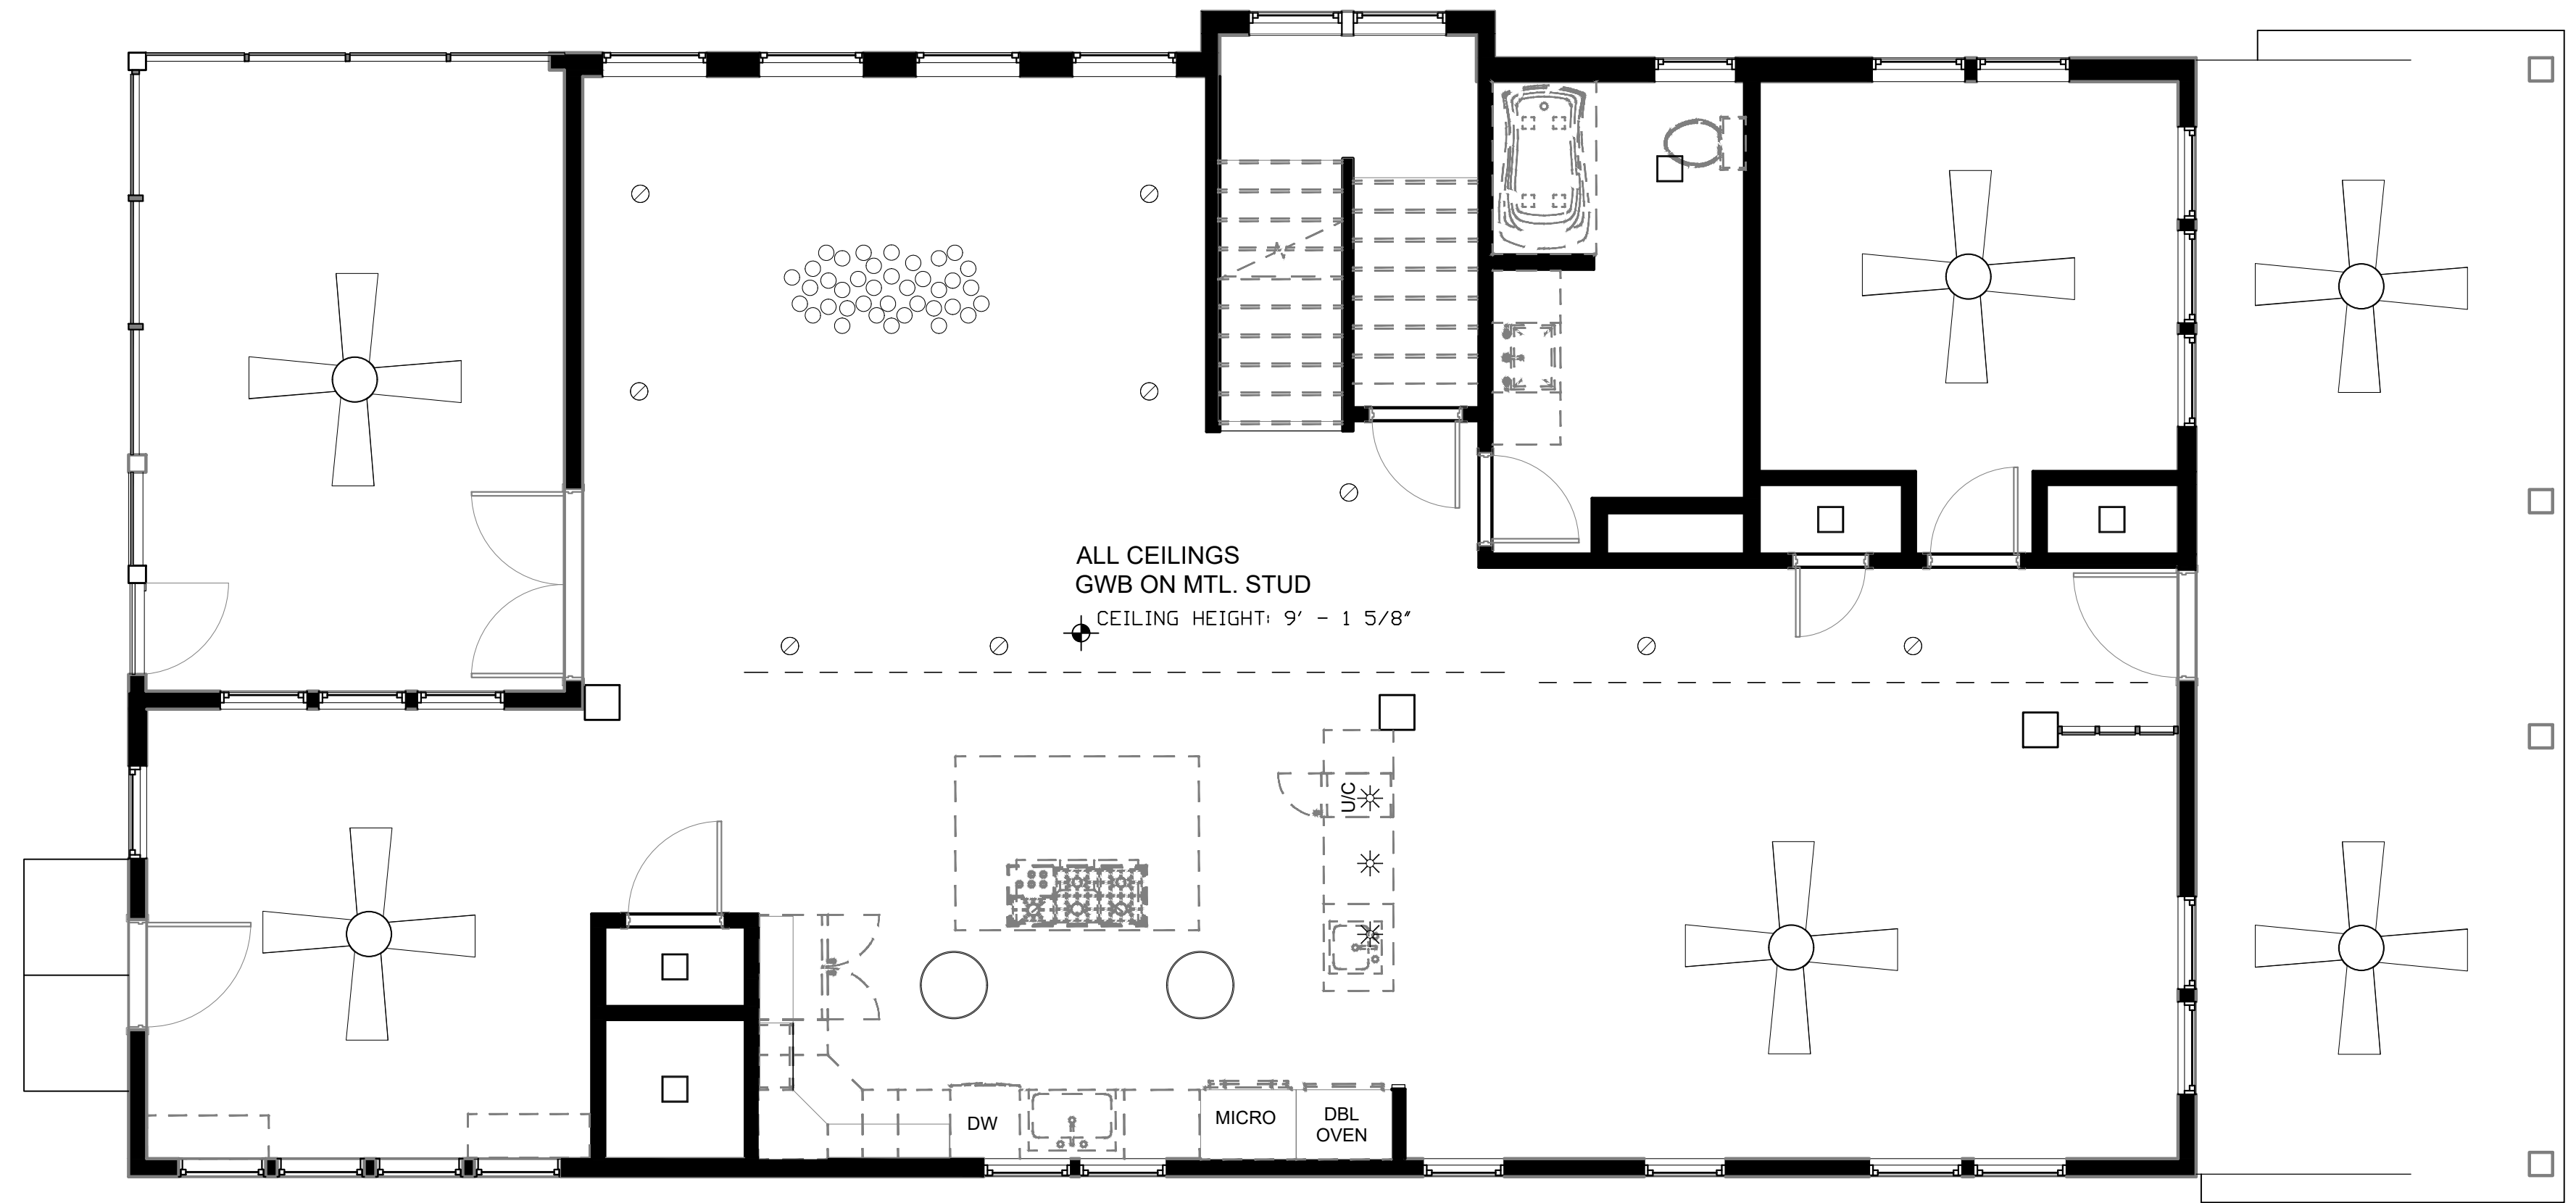 ALL CEILINGS
GWB ON MTL. STUD
CEILING HEIGHT: 9' - 1 5/8"
U/C
DW
MICRO
DBL
OVEN